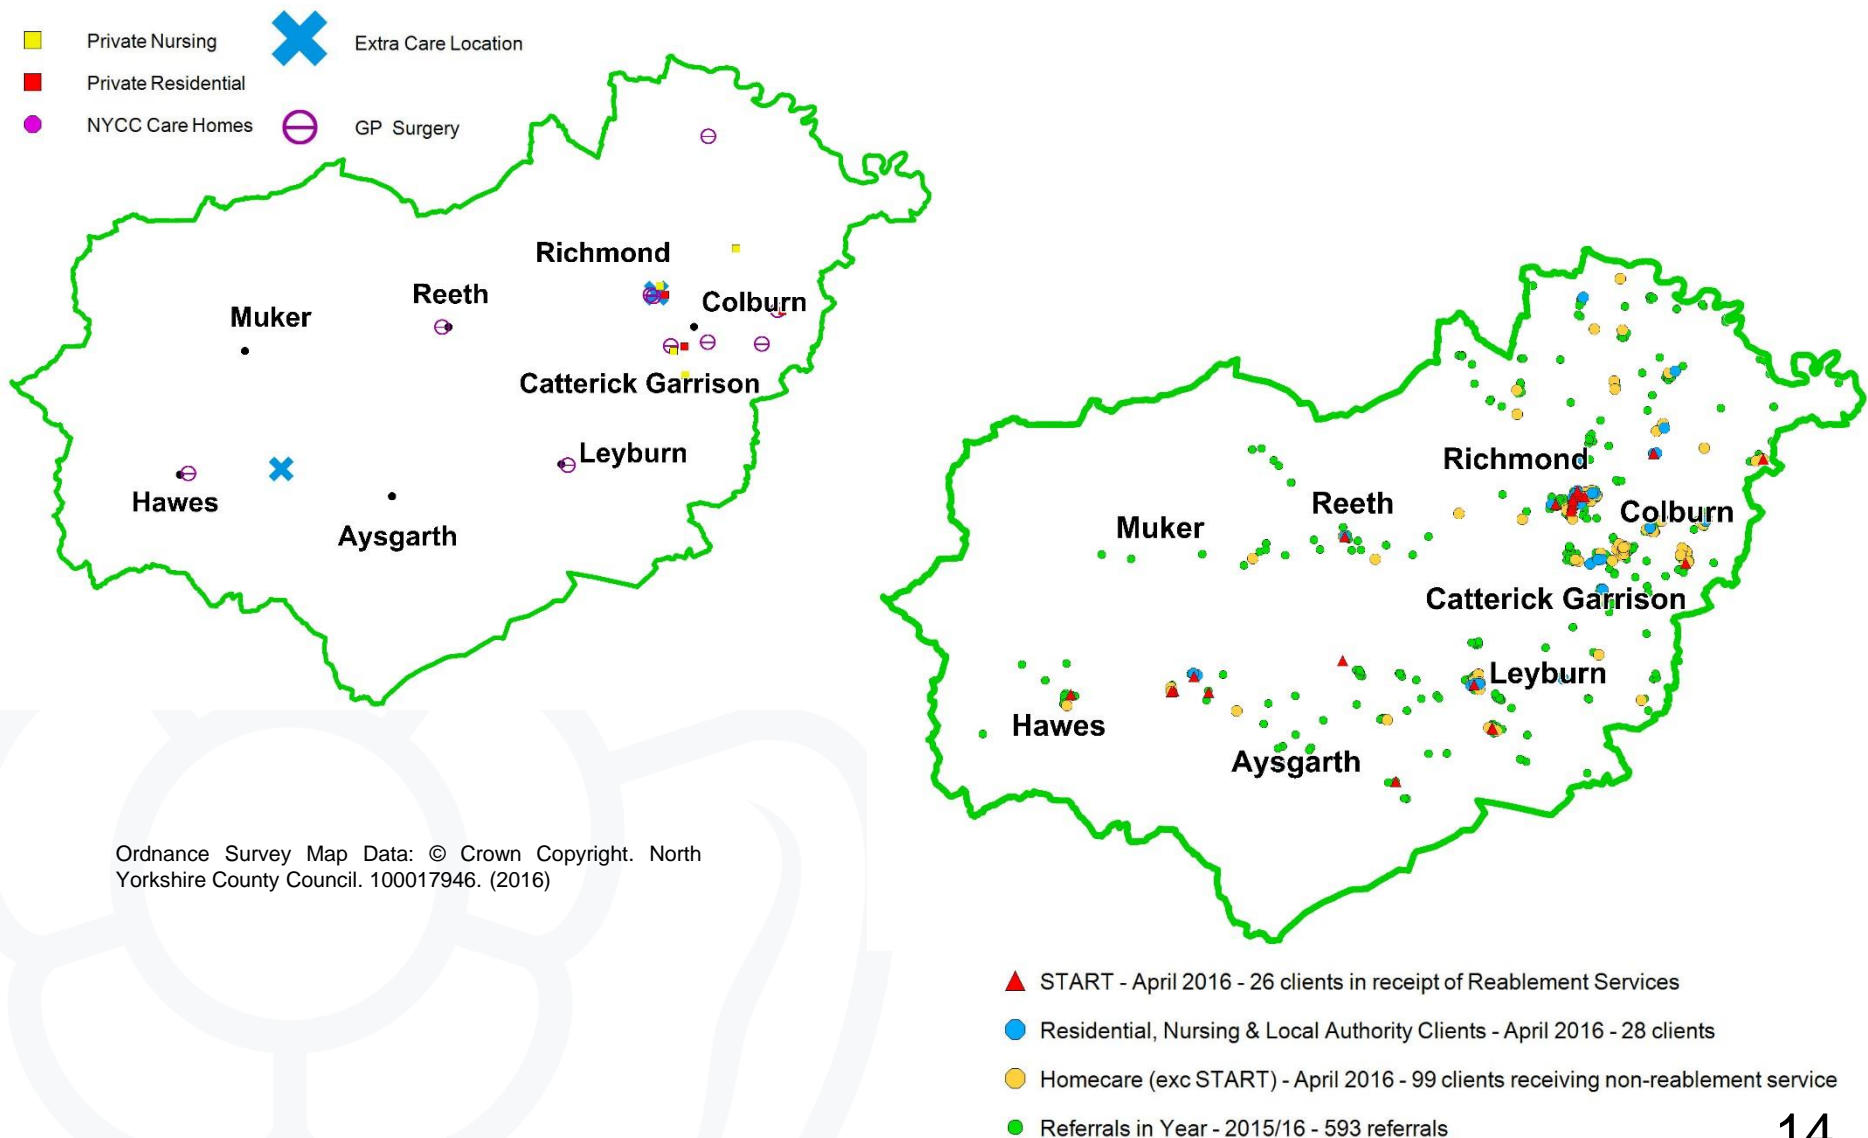 Private Nursing
Extra Care Location
Private Residential
NYCC Care Homes
GP Surgery
Richmond
Reeth
Colburn
Muker
Catterick Garrison
Leyburn
Hawes
Aysgarth
Richmond
Reeth
Colburn
Muker
Catterick Garrison
Leyburn
Hawes
Aysgarth
Ordnance Survey Map Data: © Crown Copyright. North
Yorkshire County Council. 100017946. (2016)
START - April 2016 - 26 clients in receipt of Reablement Services
Residential, Nursing & Local Authority Clients - April 2016 - 28 clients
Homecare (exc START) - April 2016 - 99 clients receiving non-reablement service
Referrals in Year - 2015/16 - 593 referrals
14